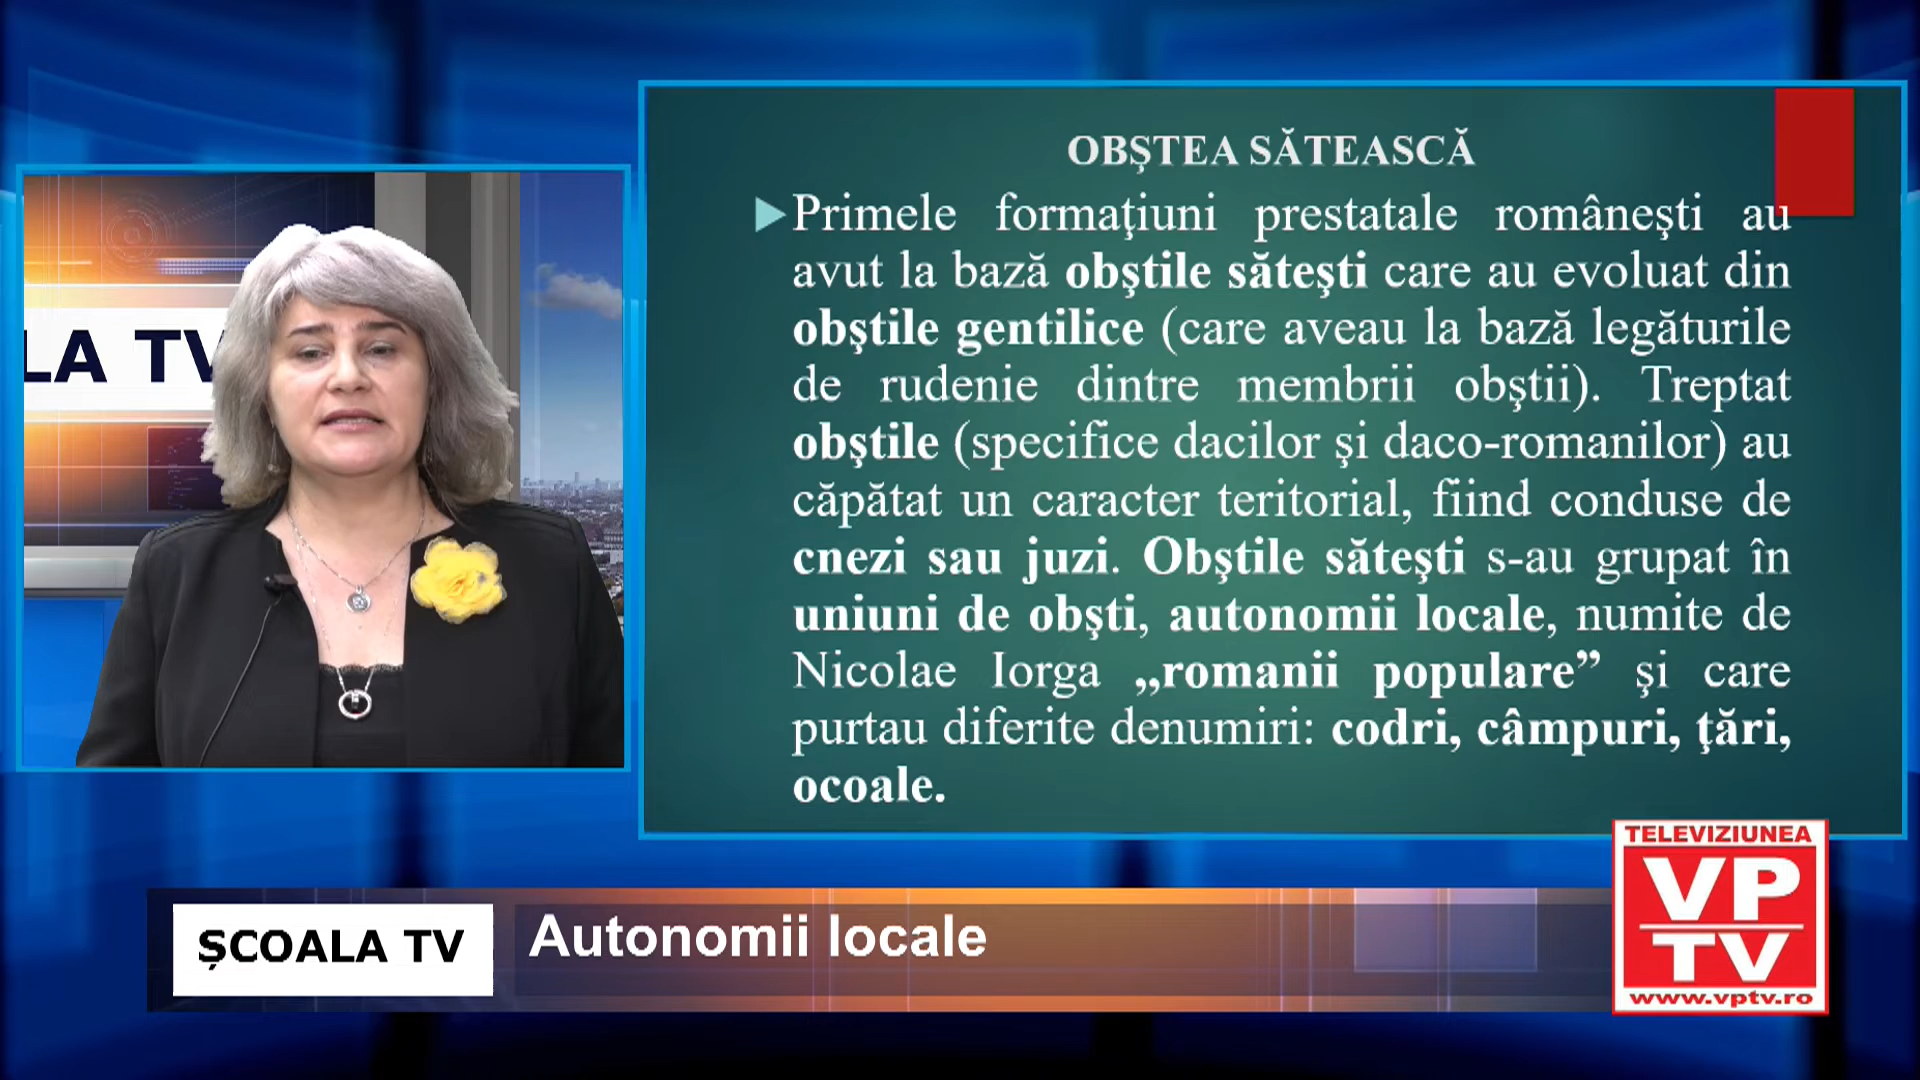 OBȘTEA SĂTEASCĂ
Primele formaţiuni prestatale româneşti au
avut la bază obştile săteşti care au evoluat din
obştile gentilice (care aveau la bază legăturile
de rudenie dintre membrii obştii). Treptat
obştile (specifice dacilor şi daco-romanilor) au
căpătat un caracter teritorial, fiind conduse de
cnezi sau juzi. Obştile săteşti s-au grupat în
uniuni de obşti, autonomii locale, numite de
Nicolae Iorga „romanii populare” şi care
purtau diferite denumiri: codri, câmpuri, ţări,
ocoale.
LA TV
ȘCOALA TV
Autonomii locale
TELEVIZIUNEA
VP
TV
www.vptv.ro